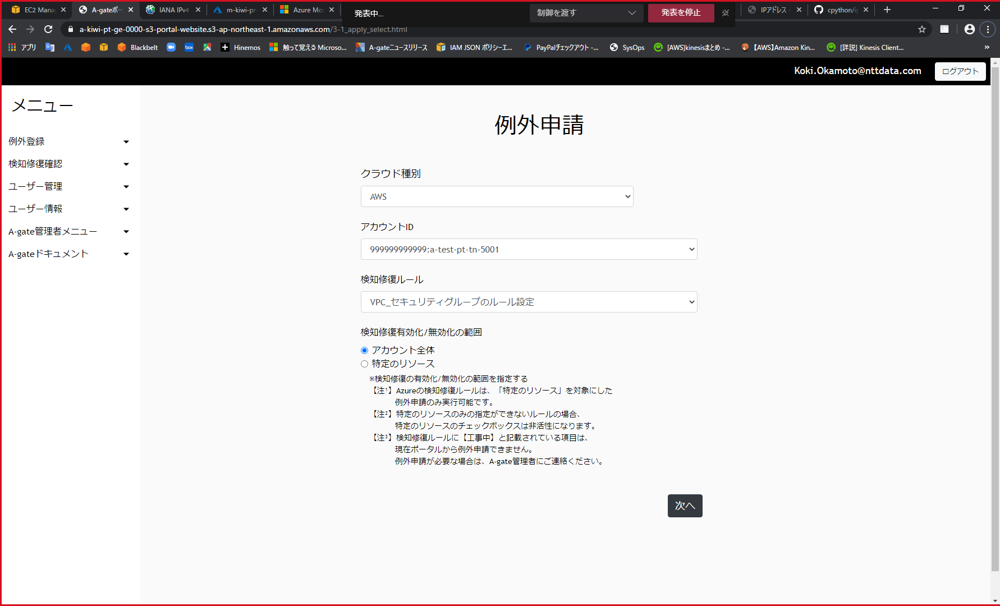 EC2 Mana
A-gateポー
IANA IPv4
m-kiwi-pr
Azure Mo
発表中...
制御を渡す
発表を停止
IPアドレス
cpython/ip
a-kiwi-pt-ge-0000-s3-portal-website.s3-ap-northeast-1.amazonaws.com/3-1_apply_select.html
アプリ
Blackbelt
box
Hinemos
触って覚える Microso...
A-gateニュースリリース
IAM JSON ポリシーエ...
PayPalチェックアウト -...
SysOps
[AWS]kinesisまとめ -...
【AWS】Amazon Kin...
[詳説] Kinesis Client...
»
Koki.Okamoto@nttdata.com
ログアウト
メニュー
例外登録
検知修復確認
ユーザー管理
ユーザー情報
A-gate管理者メニュー
A-gateドキュメント
例外申請
クラウド種別
AWS
アカウントID
999999999999:a-test-pt-tn-5001
検知修復ルール
VPC_セキュリティグループのルール設定
検知修復有効化/無効化の範囲
アカウント全体
特定のリソース
※検知修復の有効化/無効化の範囲を指定する
【注¹】Azureの検知修復ルールは、「特定のリソース」を対象にした
例外申請のみ実行可能です。
【注²】特定のリソースのみの指定ができないルールの場合、
特定のリソースのチェックボックスは非活性になります。
【注³】検知修復ルールに【工事中】と記載されている項目は、
現在ポータルから例外申請できません。
例外申請が必要な場合は、A-gate管理者にご連絡ください。
次へ